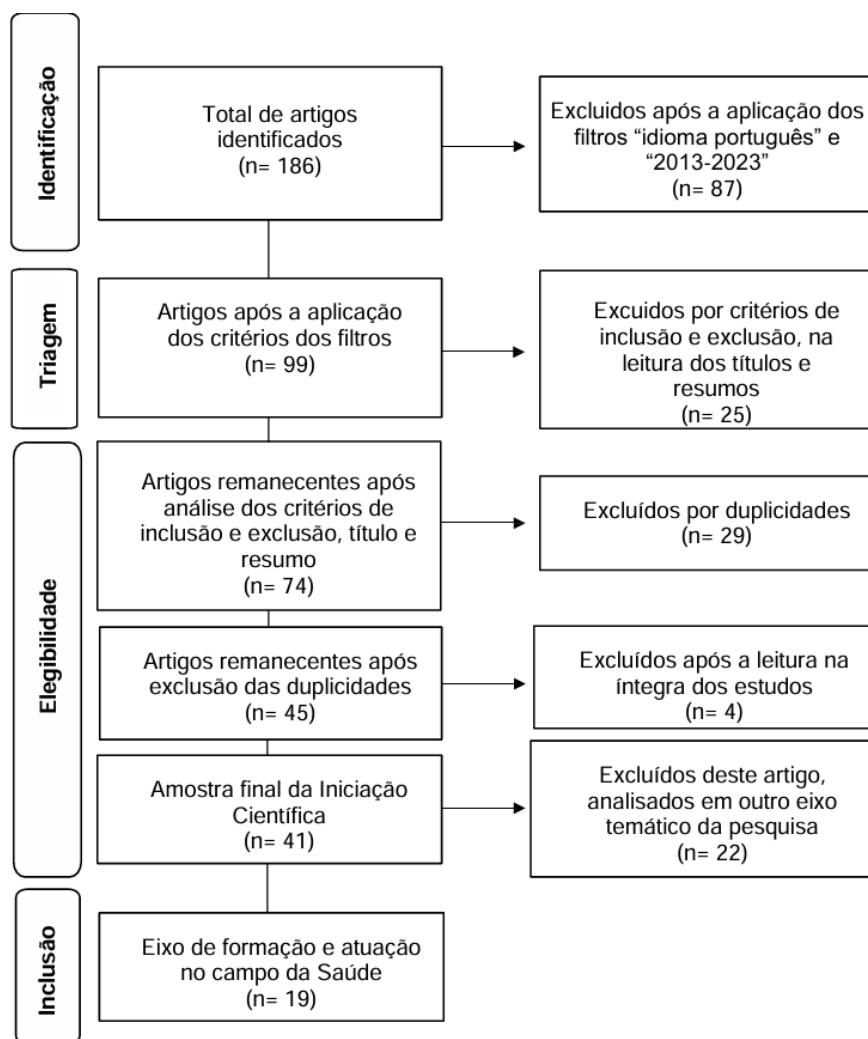 Identificação
Total de artigos
identificados
(n= 186)
Excluidos após a aplicação dos
filtros “idioma português” e
“2013-2023”
(n= 87)
Triagem
Artigos após a aplicação
dos critérios dos filtros
(n= 99)
Excuidos por critérios de
inclusão e exclusão, na
leitura dos títulos e
resumos
(n= 25)
Elegibilidade
Artigos remanecentes após
análise dos critérios de
inclusão e exclusão, título e
resumo
(n= 74)
Excluídos por duplicidades
(n= 29)
Artigos remanecentes após
exclusão das duplicidades
(n= 45)
Excluídos após a leitura na
íntegra dos estudos
(n= 4)
Amostra final da Iniciação
Científica
(n= 41)
Excluídos deste artigo,
analisados em outro eixo
temático da pesquisa
(n= 22)
Inclusão
Eixo de formação e atuação
no campo da Saúde
(n= 19)